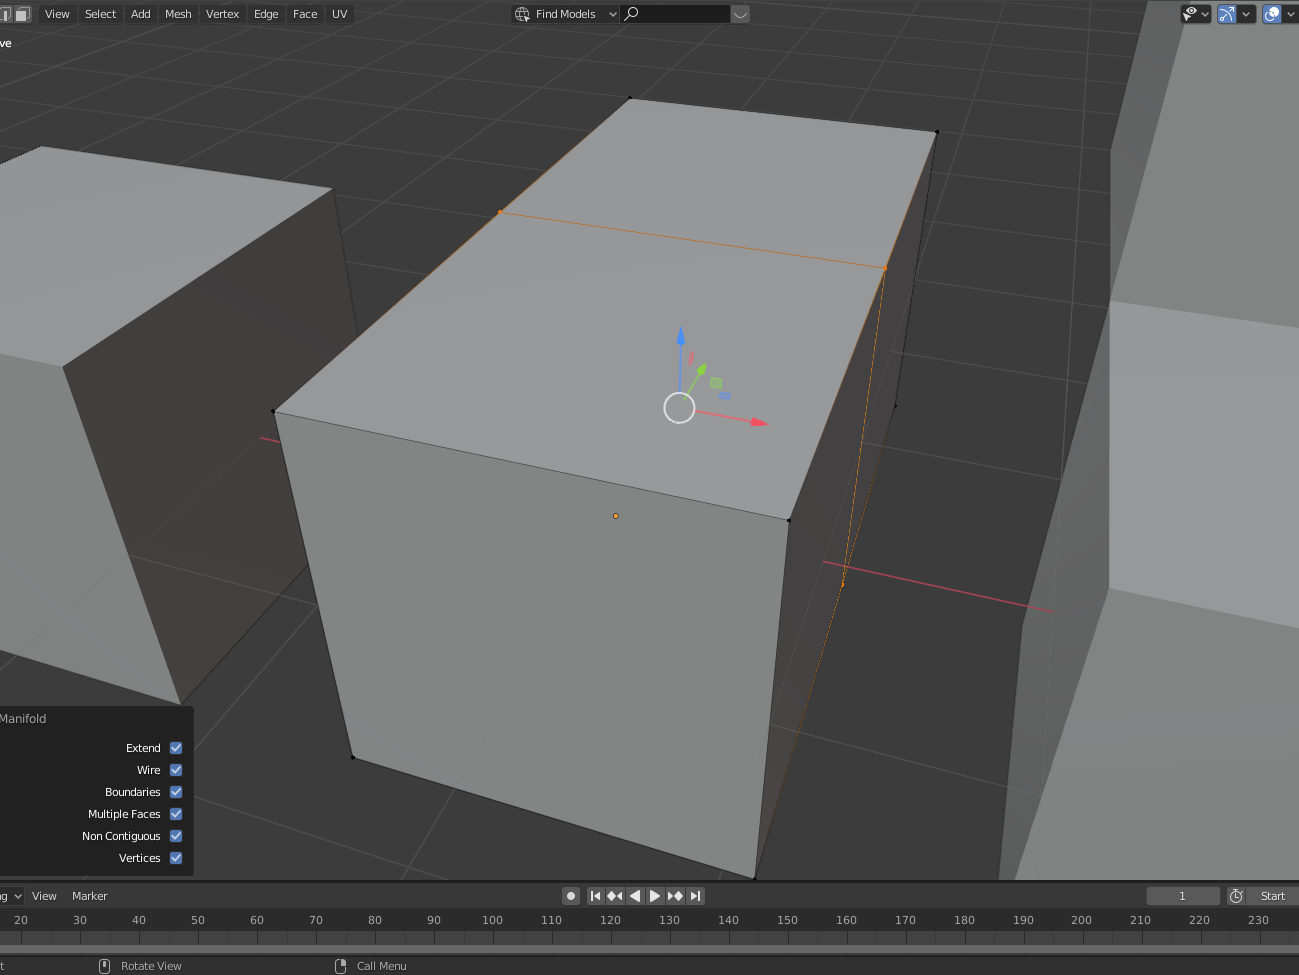 View Select Add Mesh Vertex Edge Face UV Find Models
ve
Manifold
Extend
Wire
Boundaries
Multiple Faces
Non Contiguous
Vertices
ng View Marker 1 Start
20 30 40 50 60 70 80 90 100 110 120 130 140 150 160 170 180 190 200 210 220 230
t Rotate View Call Menu